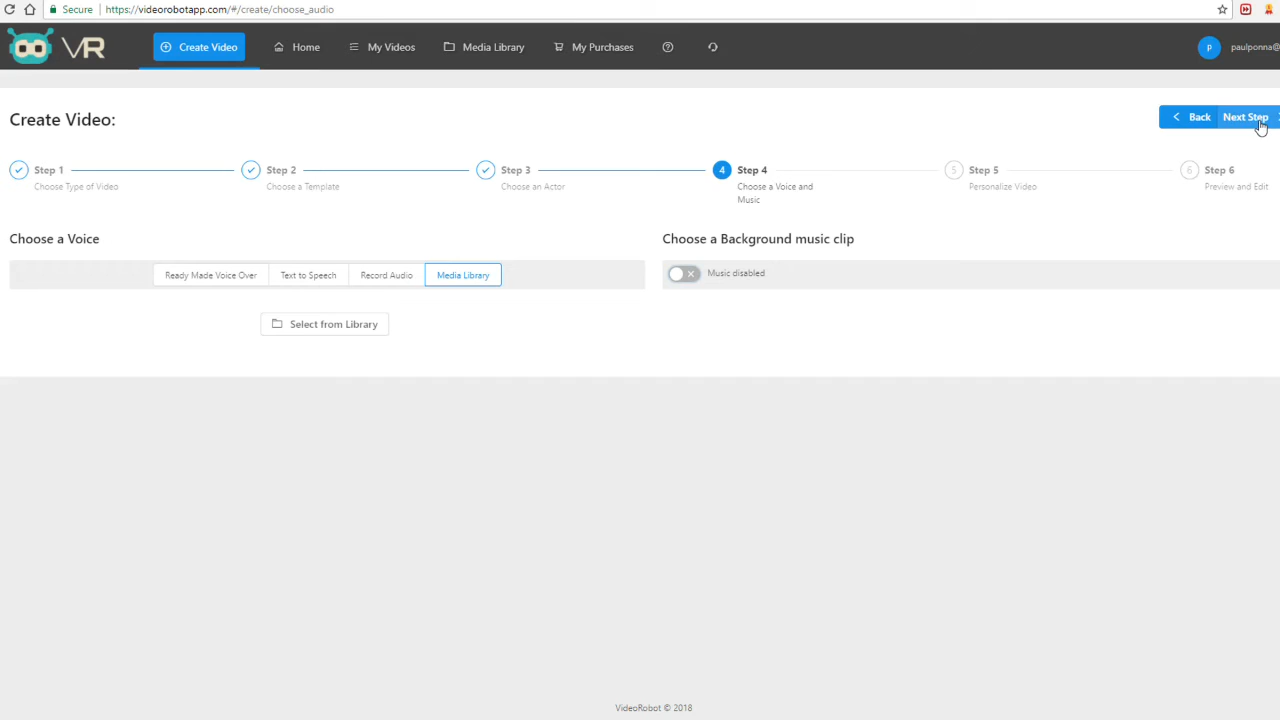 Secure https://videorobotapp.com/#/create/choose_audio
VR Create Video Home My Videos Media Library My Purchases p paulponna@
Create Video:
Back Next Step
Step 1 Step 2 Step 3 4 Step 4 5 Step 5 6 Step 6
Choose Type of Video Choose a Template Choose an Actor Choose a Voice and Personalize Video Preview and Edit
Music
Choose a Voice Choose a Background music clip
Ready Made Voice Over Text to Speech Record Audio Media Library Music disabled
Select from Library
VideoRobot © 2018